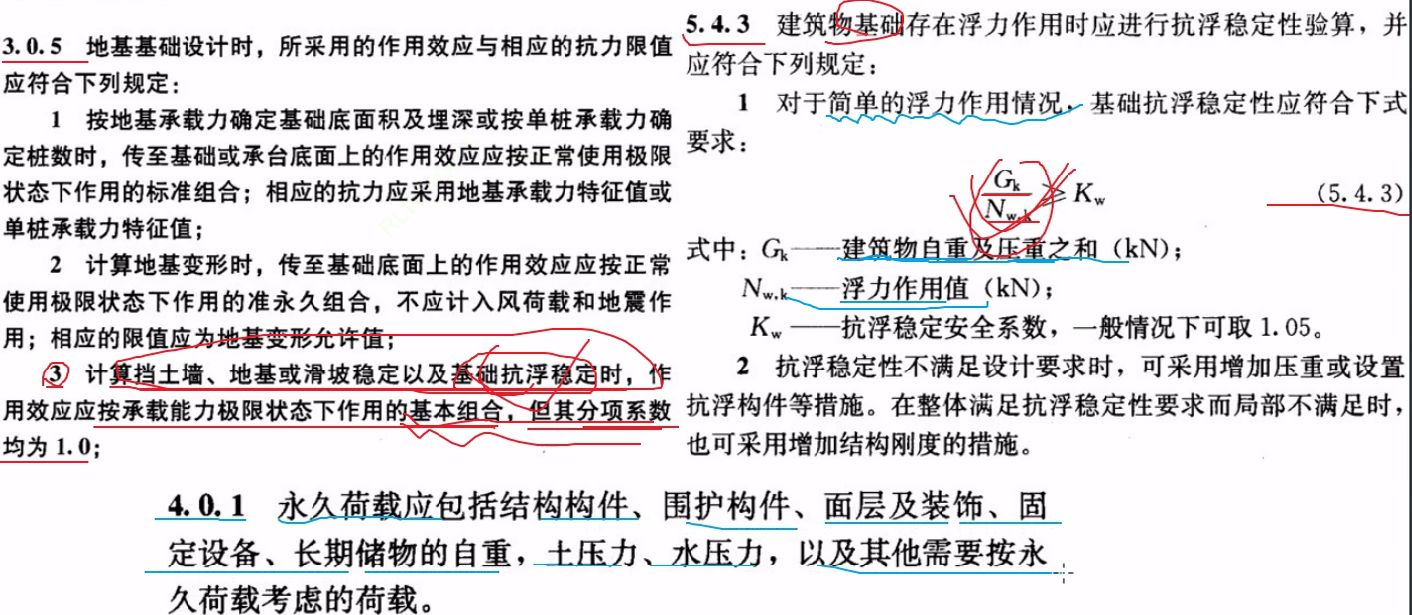 3.0.5 地基基础设计时，所采用的作用效应与相应的抗力限值
应符合下列规定：
1 按地基承载力确定基础底面积及埋深或按单桩承载力确
定桩数时，传至基础或承台底面上的作用效应应按正常使用极限
状态下作用的标准组合；相应的抗力应采用地基承载力特征值或
单桩承载力特征值；
2 计算地基变形时，传至基础底面上的作用效应应按正常
使用极限状态下作用的准永久组合，不应计入风荷载和地震作
用；相应的限值应为地基变形允许值；
3 计算挡土墙、地基或滑坡稳定以及基础抗浮稳定时，作
用效应应按承载能力极限状态下作用的基本组合，但其分项系数
均为1.0；
5.4.3 建筑物基础存在浮力作用时应进行抗浮稳定性验算，并
应符合下列规定：
1 对于简单的浮力作用情况，基础抗浮稳定性应符合下式
要求：
Gk/Nw,k ≥ Kw （5.4.3）
式中：Gk——建筑物自重及压重之和（kN）；
Nw,k——浮力作用值（kN）；
Kw——抗浮稳定安全系数，一般情况下可取1.05。
2 抗浮稳定性不满足设计要求时，可采用增加压重或设置
抗浮构件等措施。在整体满足抗浮稳定性要求而局部不满足时，
也可采用增加结构刚度的措施。
4.0.1 永久荷载应包括结构构件、围护构件、面层及装饰、固
定设备、长期储物的自重，土压力、水压力，以及其他需要按永
久荷载考虑的荷载。